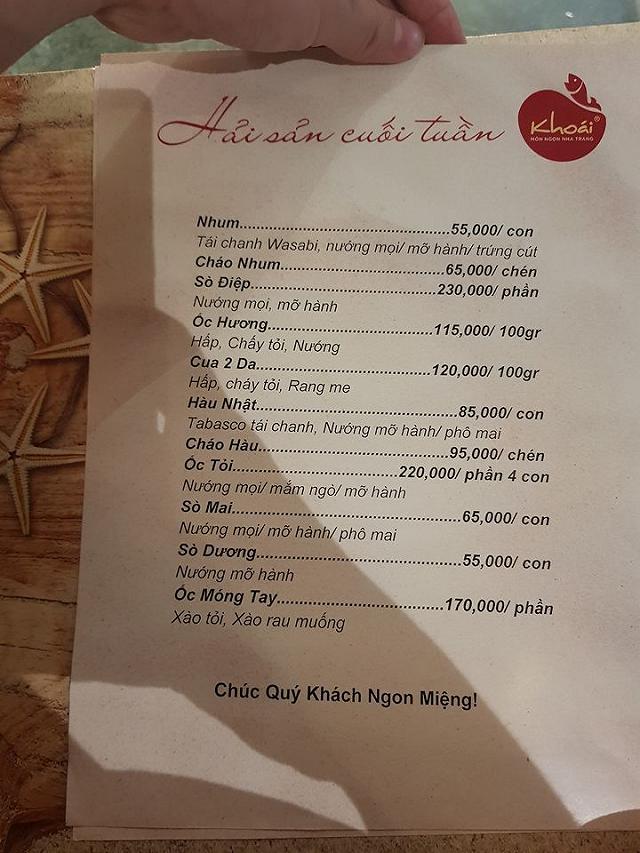 Hải sản cuối tuần
Khoái®
MÓN NGON NHA TRANG
Nhum..............................................55,000/ con
Tái chanh Wasabi, nướng mọi/ mỡ hành/ trứng cút
Cháo Nhum....................................65,000/ chén
Sò Điệp........................................230,000/ phần
Nướng mọi, mỡ hành
Ốc Hương....................................115,000/ 100gr
Hấp, Chấy tỏi, Nướng
Cua 2 Da......................................120,000/ 100gr
Hấp, cháy tỏi, Rang me
Hàu Nhật............................................85,000/ con
Tabasco tái chanh, Nướng mỡ hành/ phô mai
Cháo Hàu..........................................95,000/ chén
Ốc Tỏi....................................220,000/ phần 4 con
Nướng mọi/ mắm ngò/ mỡ hành
Sò Mai..................................................65,000/ con
Nướng mọi/ mỡ hành/ phô mai
Sò Dương............................................55,000/ con
Nướng mỡ hành
Ốc Móng Tay....................................170,000/ phần
Xào tỏi, Xào rau muống
Chúc Quý Khách Ngon Miệng!